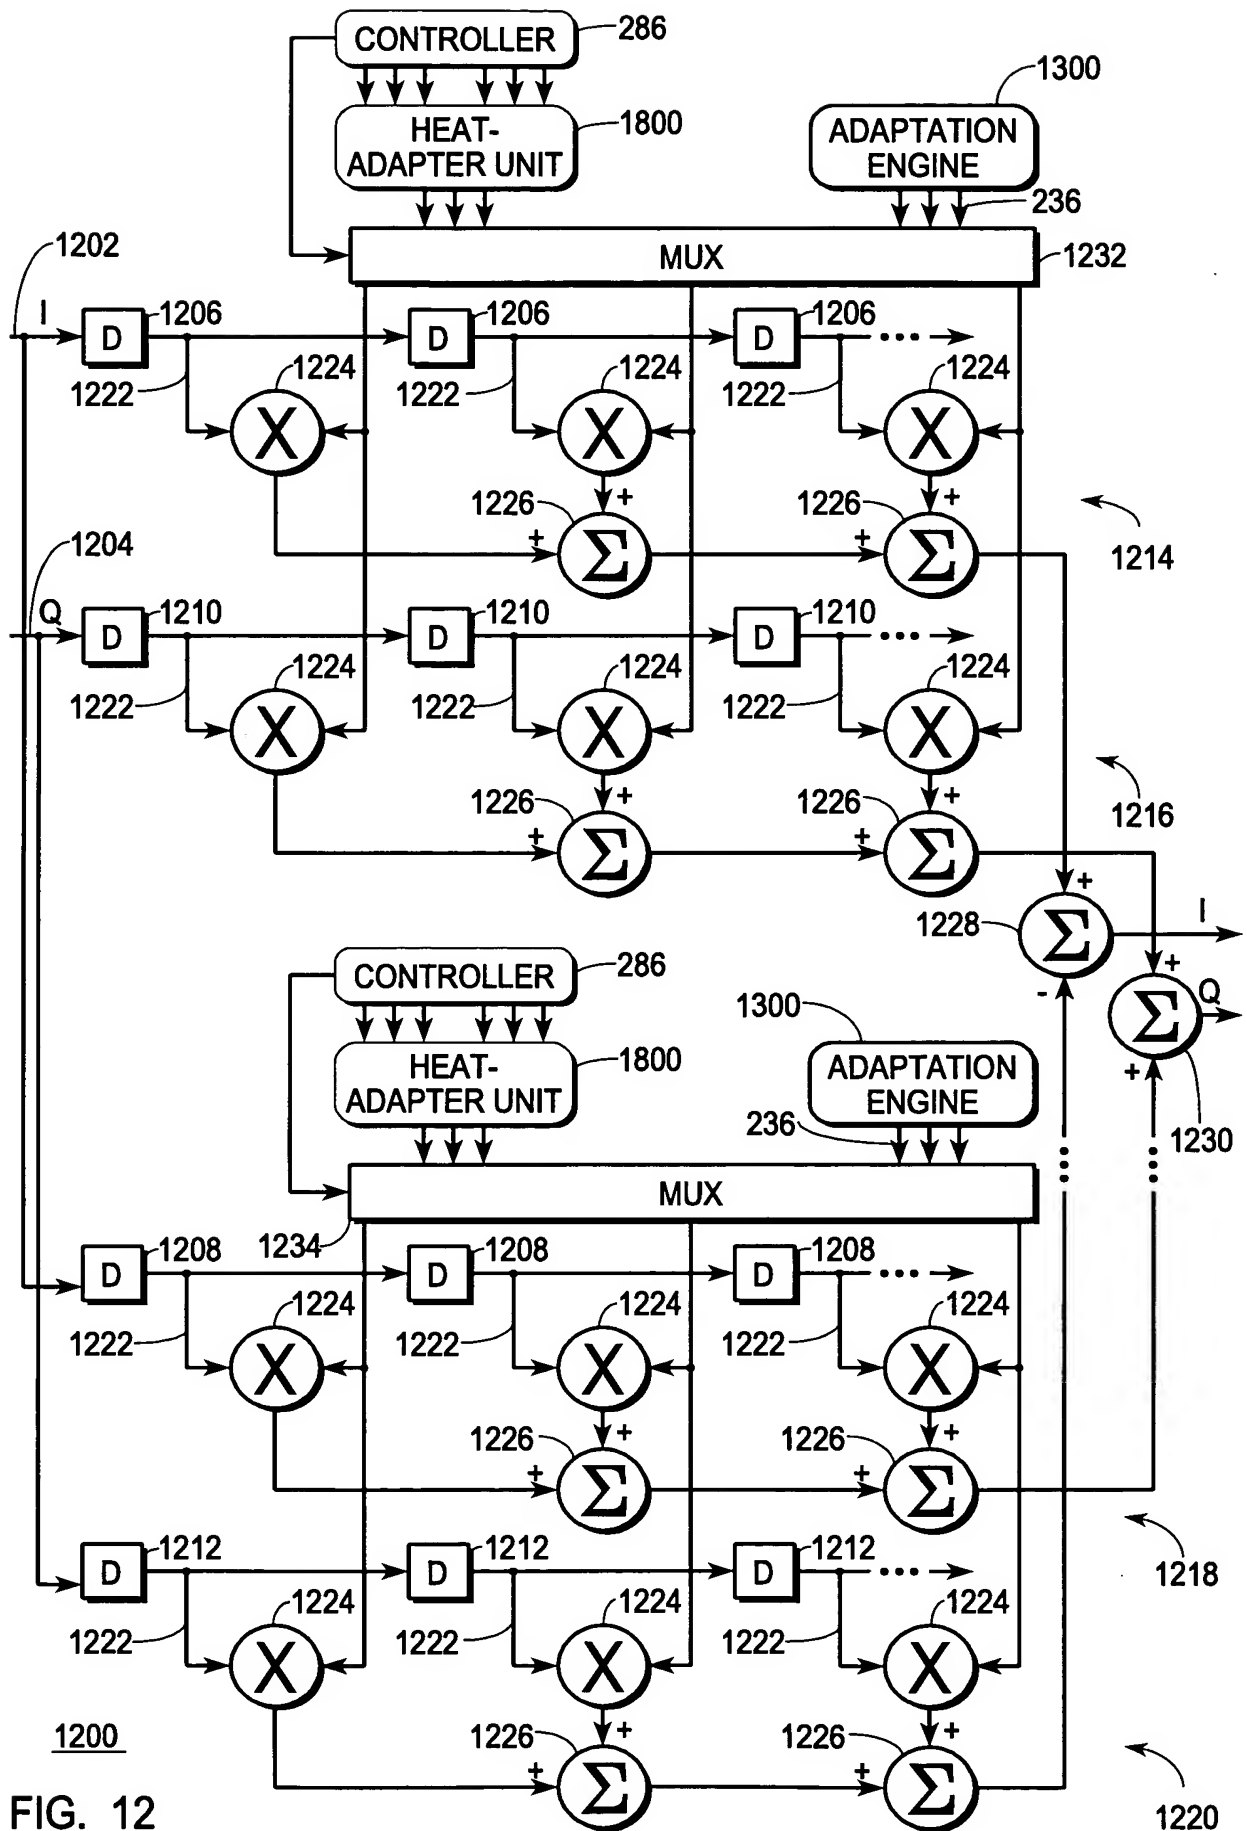 CONTROLLER 286
1300
HEAT-
ADAPTER UNIT
1800
ADAPTATION
ENGINE
236
1202
MUX
1232
I D 1206 D 1206 D 1206 •••
1222 1224 1222 1224 1222 1224
X X X
+ +
1226 1226
+ Σ + Σ
1214
1204
Q D 1210 D 1210 D 1210 •••
1222 1224 1222 1224 1222 1224
X X X
+ +
1226 1226
+ Σ + Σ
1216
+
1228 Σ I
-
+
Σ Q
+
1230
CONTROLLER 286
1300
HEAT-
ADAPTER UNIT
1800
ADAPTATION
ENGINE
236
••• •••
MUX
1234
D 1208 D 1208 D 1208 •••
1222 1224 1222 1224 1222 1224
X X X
+ +
1226 1226
+ Σ + Σ
1218
D 1212 D 1212 D 1212 •••
1222 1224 1222 1224 1222 1224
X X X
+ +
1226 1226
+ Σ + Σ
1220
1200
FIG. 12